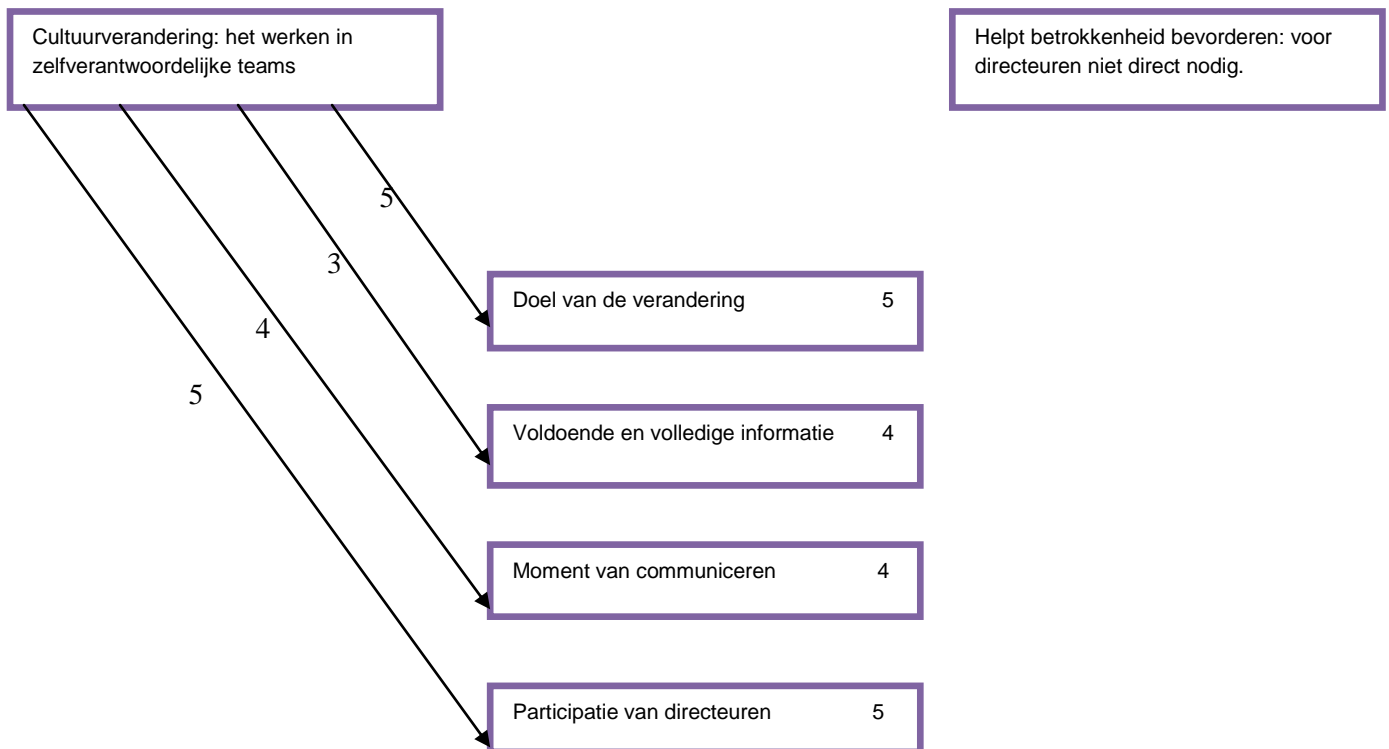 Cultuurverandering: het werken in
zelfverantwoordelijke teams
Helpt betrokkenheid bevorderen: voor
directeuren niet direct nodig.
5
3
4
5
Doel van de verandering 5
Voldoende en volledige informatie 4
Moment van communiceren 4
Participatie van directeuren 5